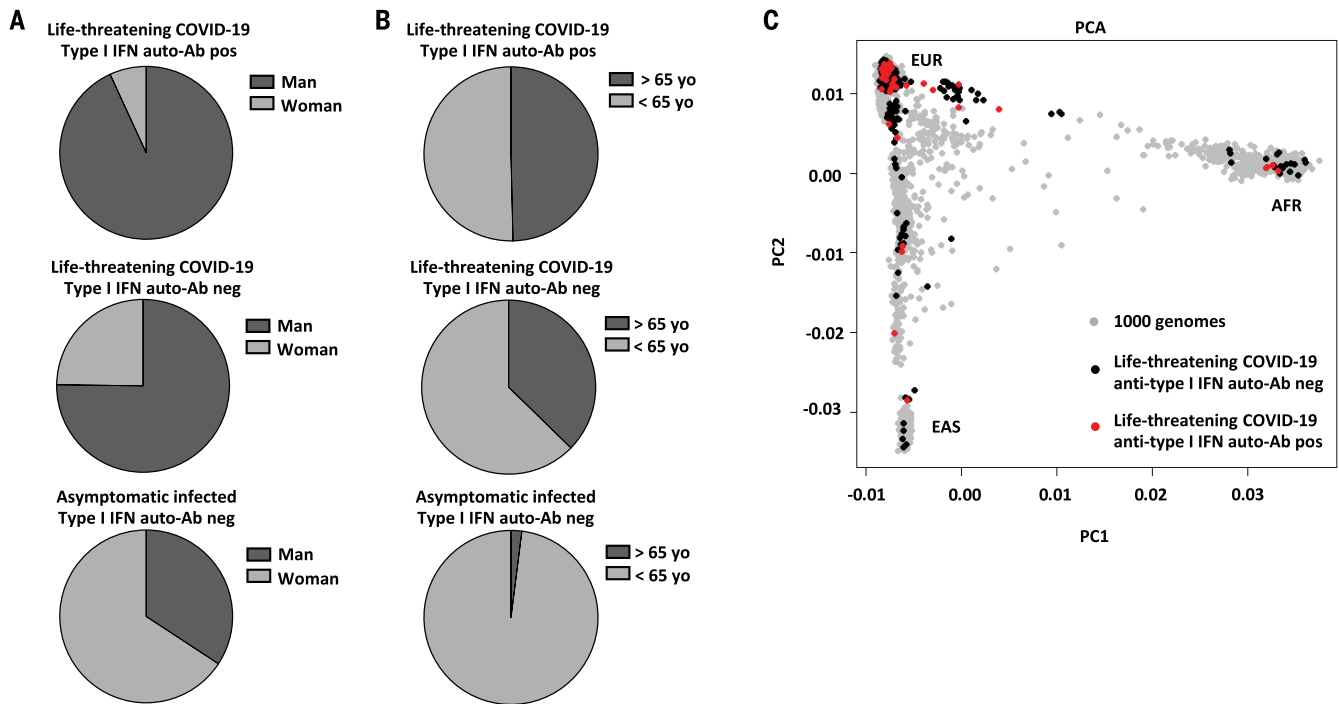 A
Life-threatening COVID-19
Type I IFN auto-Ab pos
Man
Woman
Life-threatening COVID-19
Type I IFN auto-Ab neg
Man
Woman
Asymptomatic infected
Type I IFN auto-Ab neg
Man
Woman
B
Life-threatening COVID-19
Type I IFN auto-Ab pos
> 65 yo
< 65 yo
Life-threatening COVID-19
Type I IFN auto-Ab neg
> 65 yo
< 65 yo
Asymptomatic infected
Type I IFN auto-Ab neg
> 65 yo
< 65 yo
C
PCA
EUR
AFR
EAS
PC2
0.01
0.00
-0.01
-0.02
-0.03
1000 genomes
Life-threatening COVID-19
anti-type I IFN auto-Ab neg
Life-threatening COVID-19
anti-type I IFN auto-Ab pos
-0.01
0.00
0.01
0.02
0.03
PC1